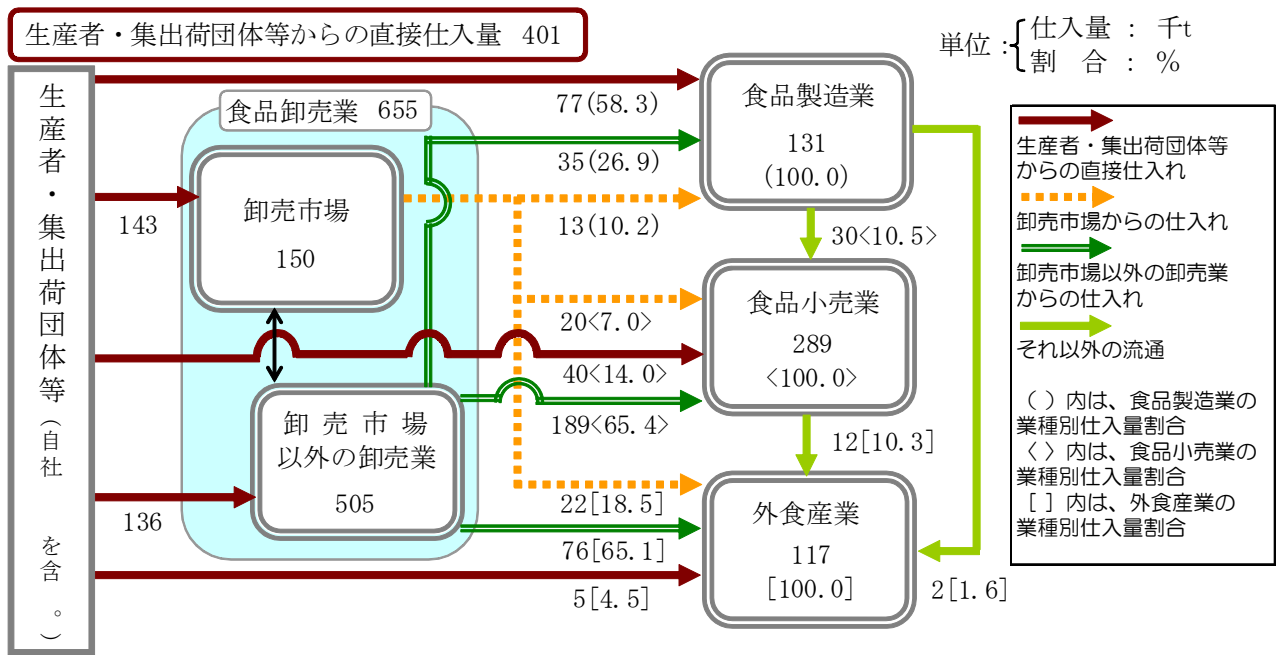 生産者・集出荷団体等からの直接仕入量 401
単位：
仕入量 ： 千t
割　合 ： %
生産者・集出荷団体等（自社　を含　。）
食品卸売業 655
卸売市場
150
卸 売 市 場
以外の卸売業
505
143
136
77(58.3)
35(26.9)
13(10.2)
20<7.0>
40<14.0>
189<65.4>
22[18.5]
76[65.1]
5[4.5]
食品製造業
131
(100.0)
30<10.5>
食品小売業
289
<100.0>
12[10.3]
外食産業
117
[100.0]
2[1.6]
生産者・集出荷団体等
からの直接仕入れ
卸売市場からの仕入れ
卸売市場以外の卸売業
からの仕入れ
それ以外の流通
（ ）内は、食品製造業の
業種別仕入量割合
〈 〉内は、食品小売業の
業種別仕入量割合
［ ］内は、外食産業の
業種別仕入量割合